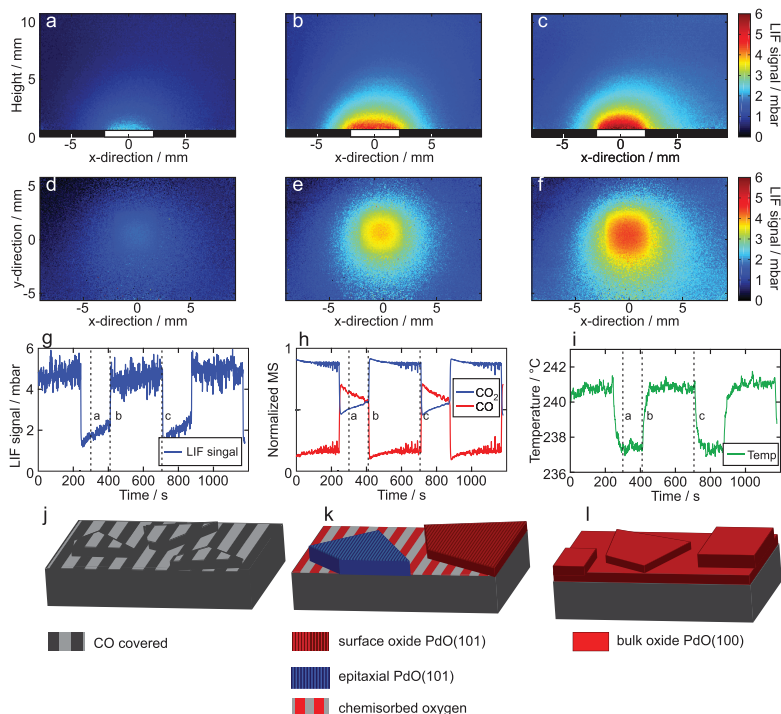 a
b
c
10
5
0
Height / mm
-5 0 5
x-direction / mm
-5 0 5
x-direction / mm
-5 0 5
x-direction / mm
6
5
4
3
2
1
0
LIF signal / mbar
d
e
f
5
0
-5
y-direction / mm
-5 0 5
x-direction / mm
-5 0 5
x-direction / mm
-5 0 5
x-direction / mm
6
5
4
3
2
1
0
LIF signal / mbar
g
6
4
2
0
LIF signal / mbar
a
b
c
LIF singal
0 200 400 600 800 1000
Time / s
h
1
0
Normalized MS
a
b
c
CO2
CO
0 200 400 600 800 1000
Time / s
i
242
240
238
236
Temperature / °C
a
b
c
Temp
0 200 400 600 800 1000
Time / s
j
k
l
CO covered
surface oxide PdO(101)
epitaxial PdO(101)
chemisorbed oxygen
bulk oxide PdO(100)